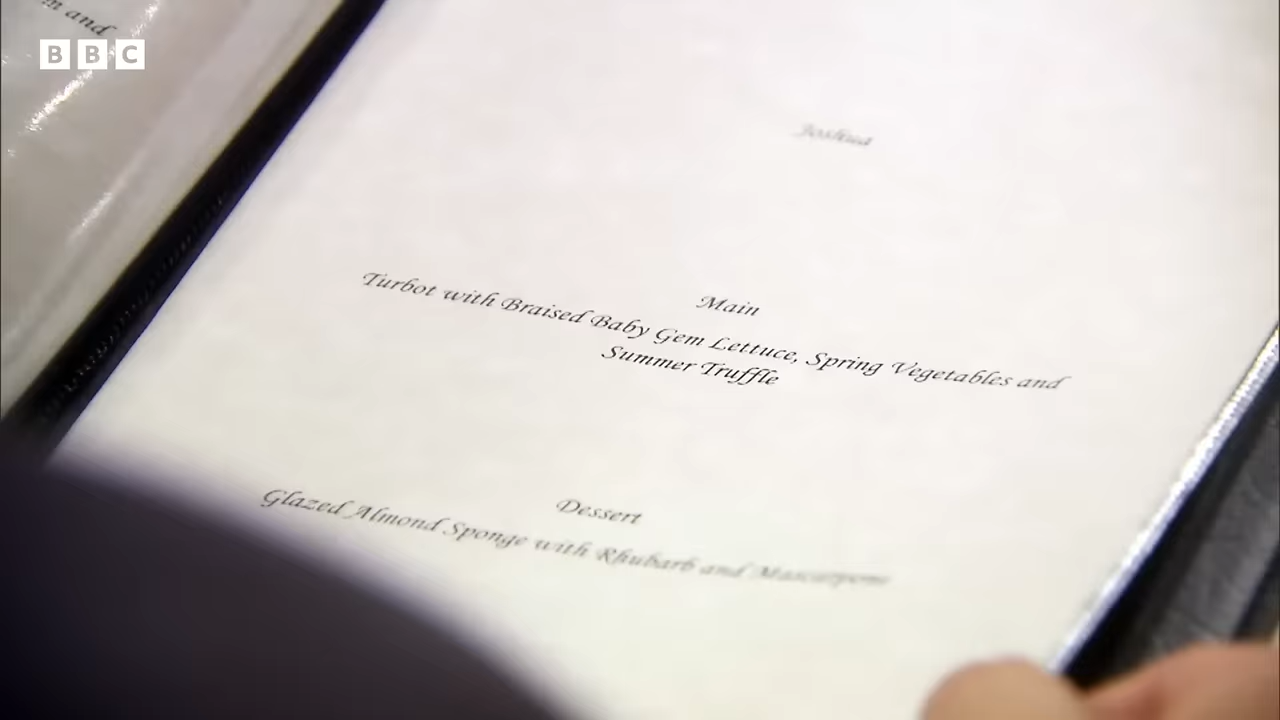 m and
BBC
Joshua
Main
Turbot with Braised Baby Gem Lettuce, Spring Vegetables and
Summer Truffle
Dessert
Glazed Almond Sponge with Rhubarb and Mascarpone